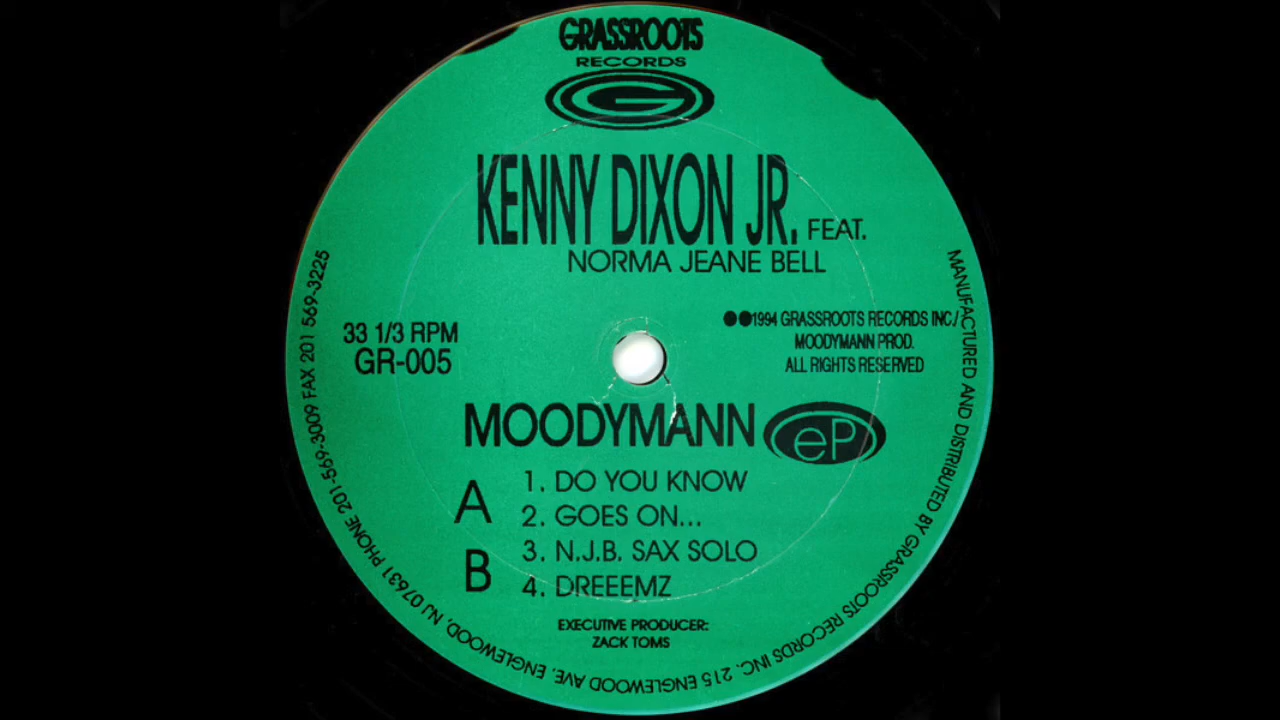 GRASSROOTS
RECORDS
G
KENNY DIXON JR. FEAT.
NORMA JEANE BELL
33 1/3 RPM
GR-005
●●1994 GRASSROOTS RECORDS INC./
MOODYMANN PROD.
ALL RIGHTS RESERVED
MOODYMANN eP
A
1. DO YOU KNOW
2. GOES ON...
B
3. N.J.B. SAX SOLO
4. DREEEMZ
EXECUTIVE PRODUCER:
ZACK TOMS
MANUFACTURED AND DISTRIBUTED BY GRASSROOTS RECORDS INC. 215 ENGLEWOOD AVE. ENGLEWOOD, NJ 07631 PHONE 201-569-3009 FAX 201 569-3225